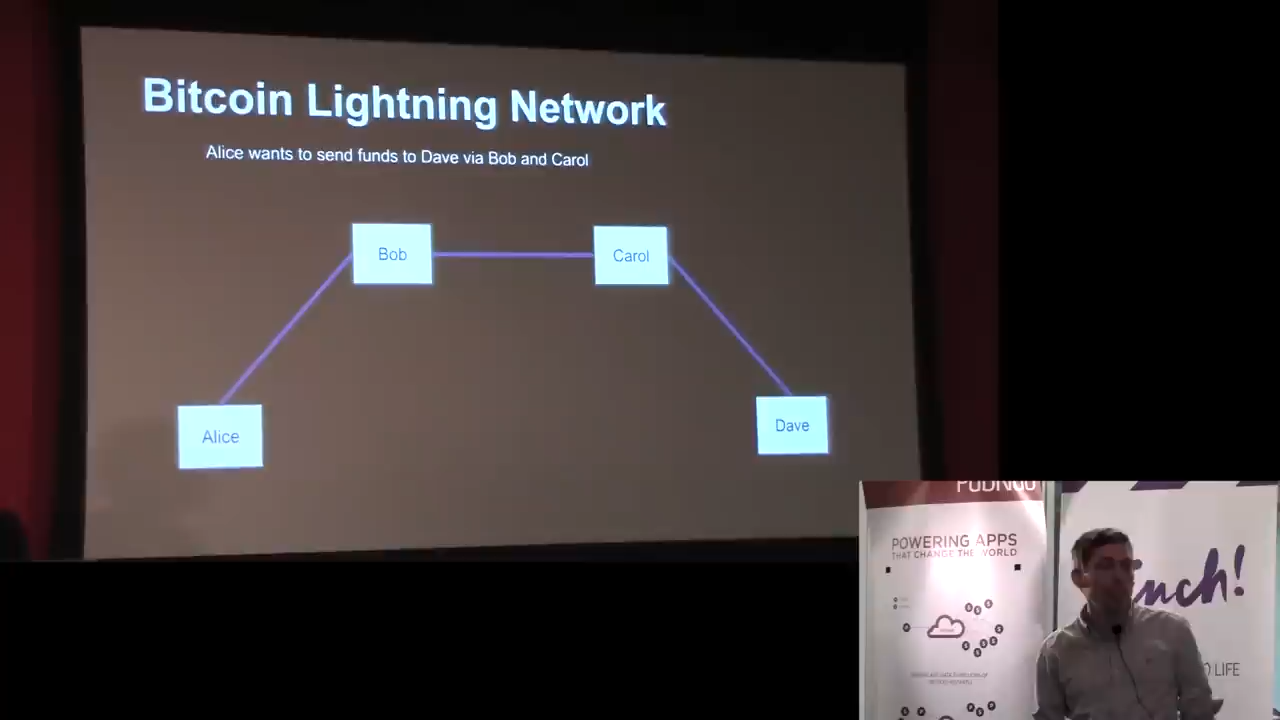 Bitcoin Lightning Network
Alice wants to send funds to Dave via Bob and Carol
Bob
Carol
Alice
Dave
POWERING APPS
THAT CHANGE THE WORLD
LIFE